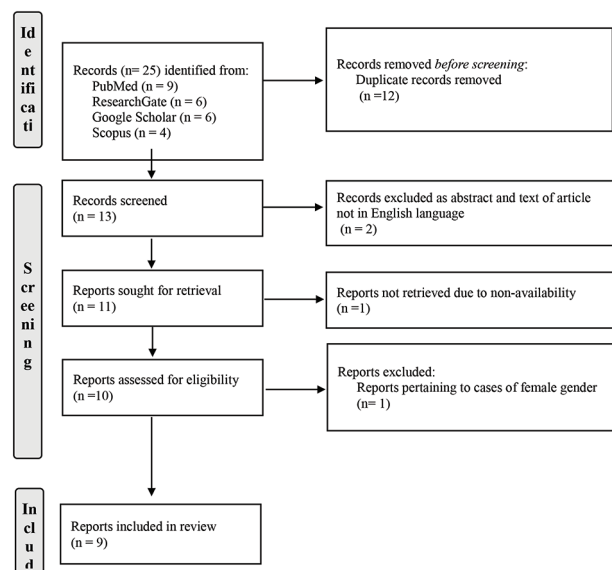 Id
e
nt
ifi
ca
ti
Records (n= 25) identified from:
PubMed (n = 9)
ResearchGate (n = 6)
Google Scholar (n = 6)
Scopus (n = 4)
Records removed before screening:
Duplicate records removed
(n =12)
S
cr
ee
ni
n
g
Records screened
(n = 13)
Records excluded as abstract and text of article
not in English language
(n = 2)
Reports sought for retrieval
(n = 11)
Reports not retrieved due to non-availability
(n =1)
Reports assessed for eligibility
(n =10)
Reports excluded:
Reports pertaining to cases of female gender
(n= 1)
In
cl
u
d
Reports included in review
(n = 9)